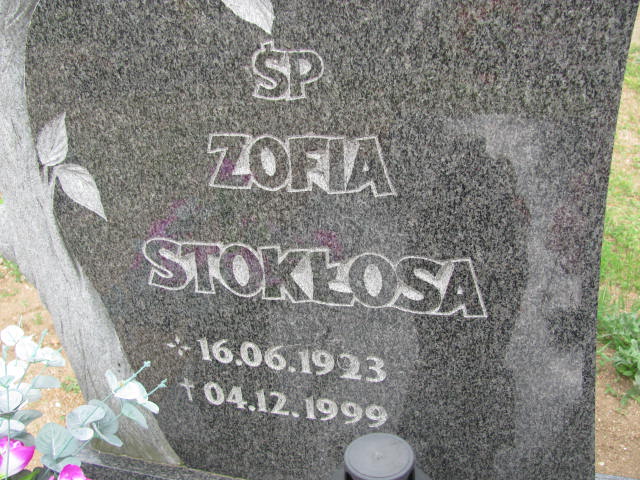 ŚP
ZOFIA
STOKŁOSA
* 16.06.1923
† 04.12.1999